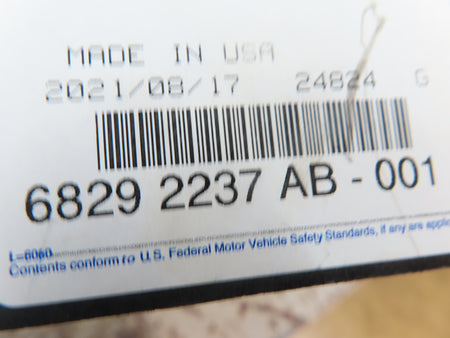 MADE IN USA
2021/08/17 24824 G
6829 2237 AB - 001
L-6060
Contents conform to U.S. Federal Motor Vehicle Safety Standards, if any are